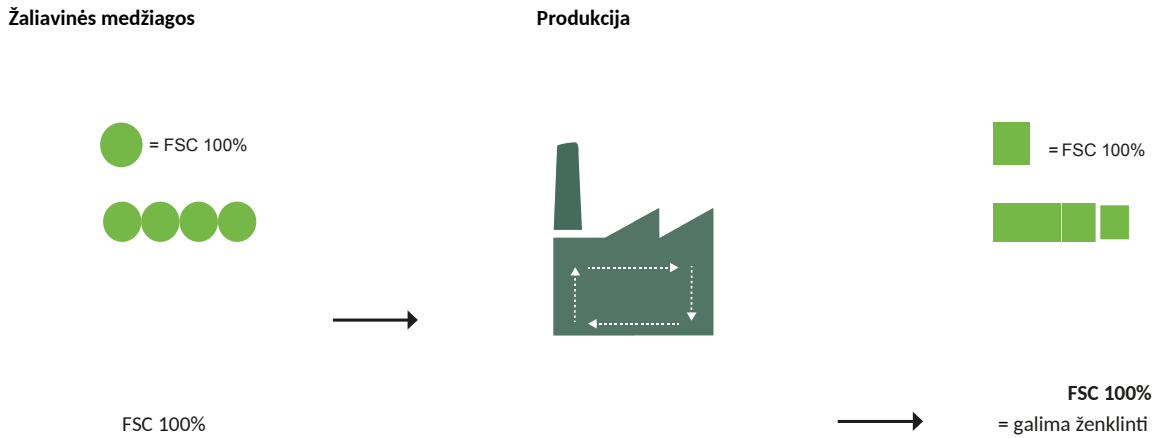 Žaliavinės medžiagos
Produkcija
= FSC 100%
= FSC 100%
FSC 100%
FSC 100%
= galima ženklinti